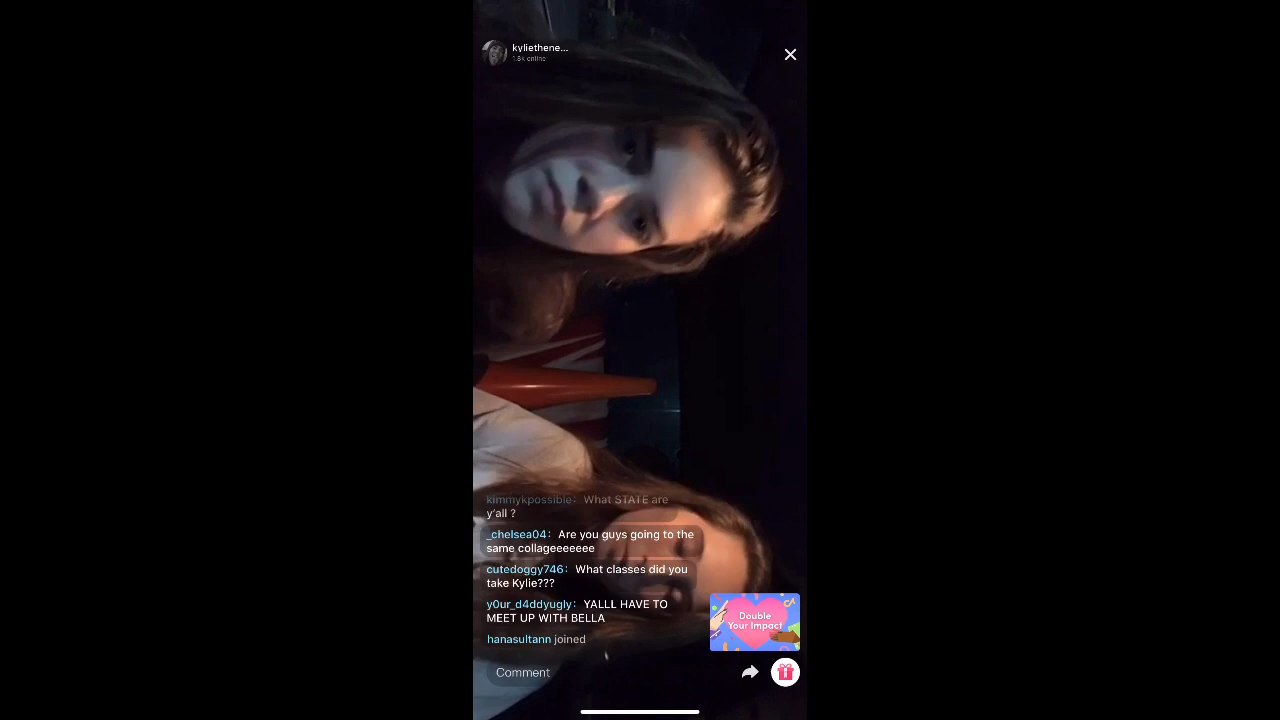 kyliethene...
1.8k online
kimmykpossible: What STATE are
y'all ?
_chelsea04: Are you guys going to the
same collageeeeeee
cutedoggy746: What classes did you
take Kylie???
y0ur_d4ddyugly: YALLL HAVE TO
MEET UP WITH BELLA
hanasultann joined
Double
Your Impact
Comment